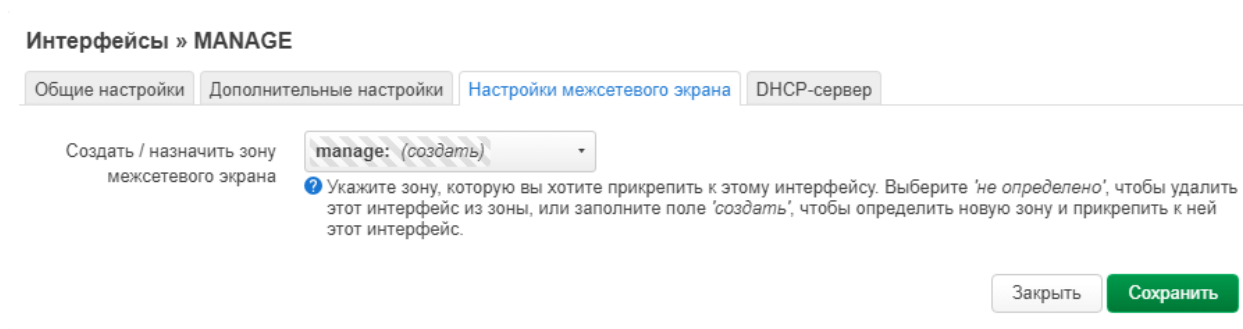 Интерфейсы » MANAGE
Общие настройки Дополнительные настройки Настройки межсетевого экрана DHCP-сервер
Создать / назначить зону
межсетевого экрана
manage: (создать)
Укажите зону, которую вы хотите прикрепить к этому интерфейсу. Выберите 'не определено', чтобы удалить
этот интерфейс из зоны, или заполните поле 'создать', чтобы определить новую зону и прикрепить к ней
этот интерфейс.
Закрыть Сохранить